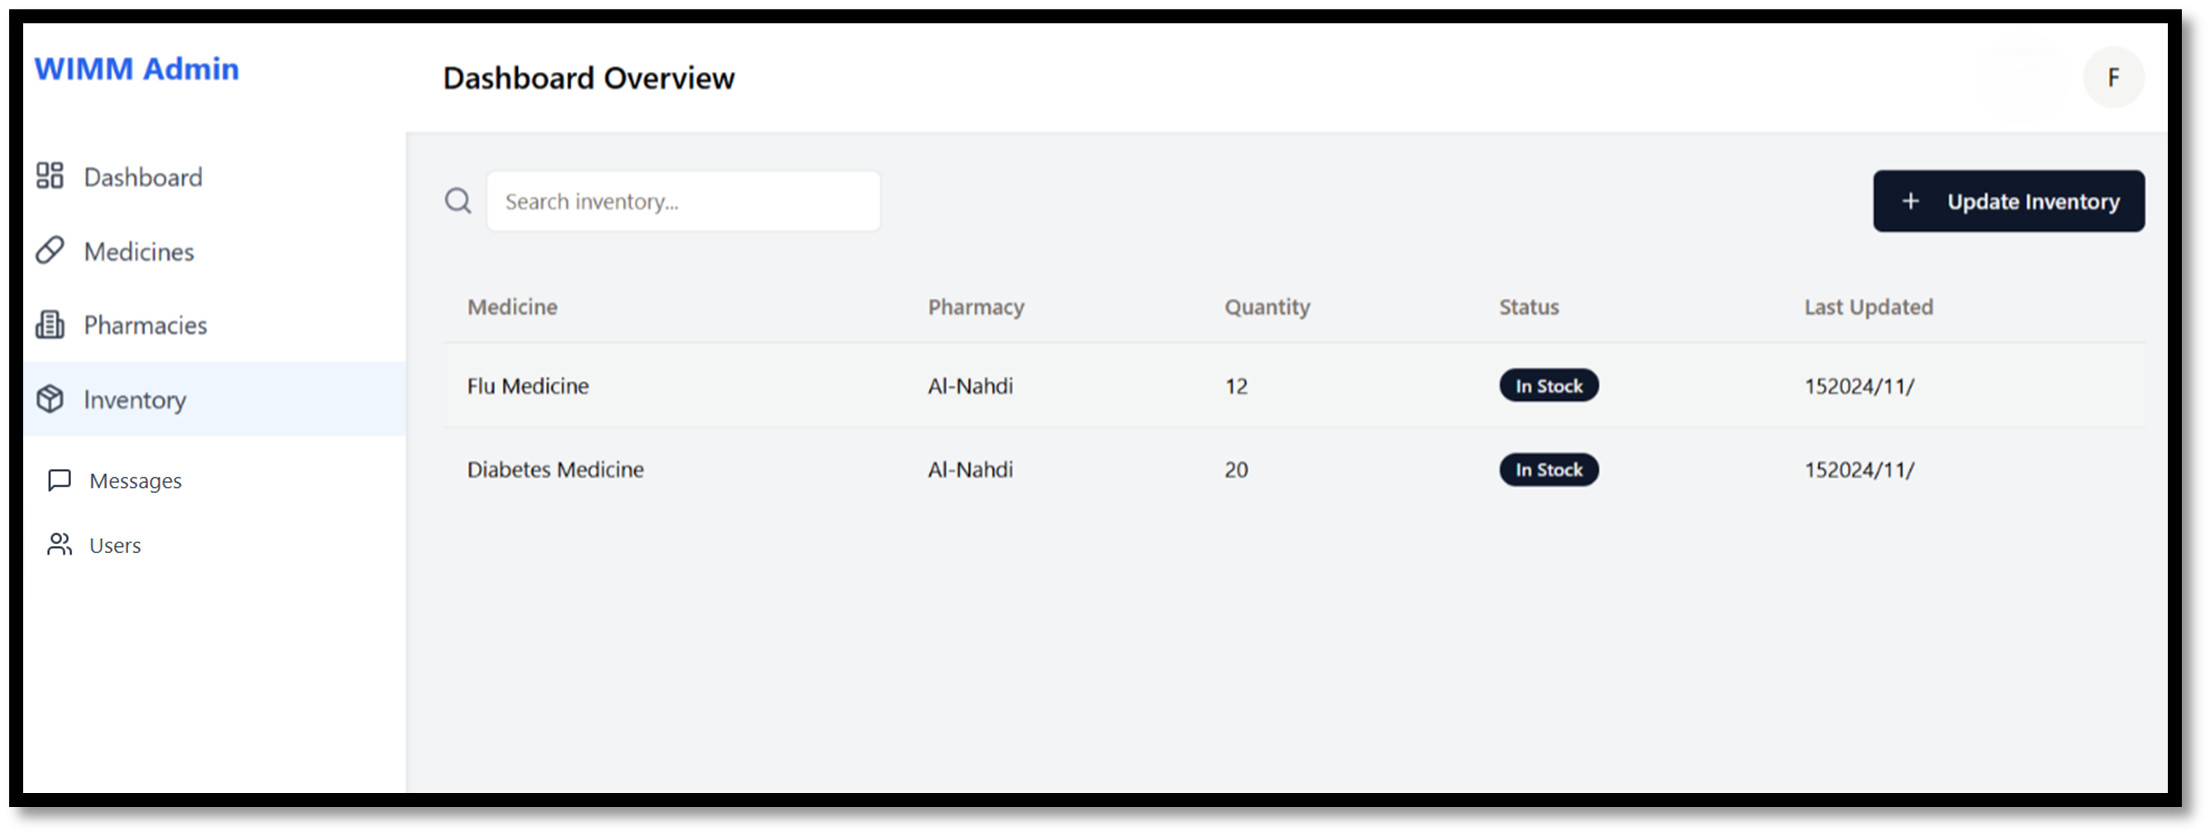 WIMM Admin
Dashboard Overview
F
Dashboard
Medicines
Pharmacies
Inventory
Messages
Users
Search inventory...
+ Update Inventory
Medicine Pharmacy Quantity Status Last Updated
Flu Medicine Al-Nahdi 12 In Stock 152024/11/
Diabetes Medicine Al-Nahdi 20 In Stock 152024/11/